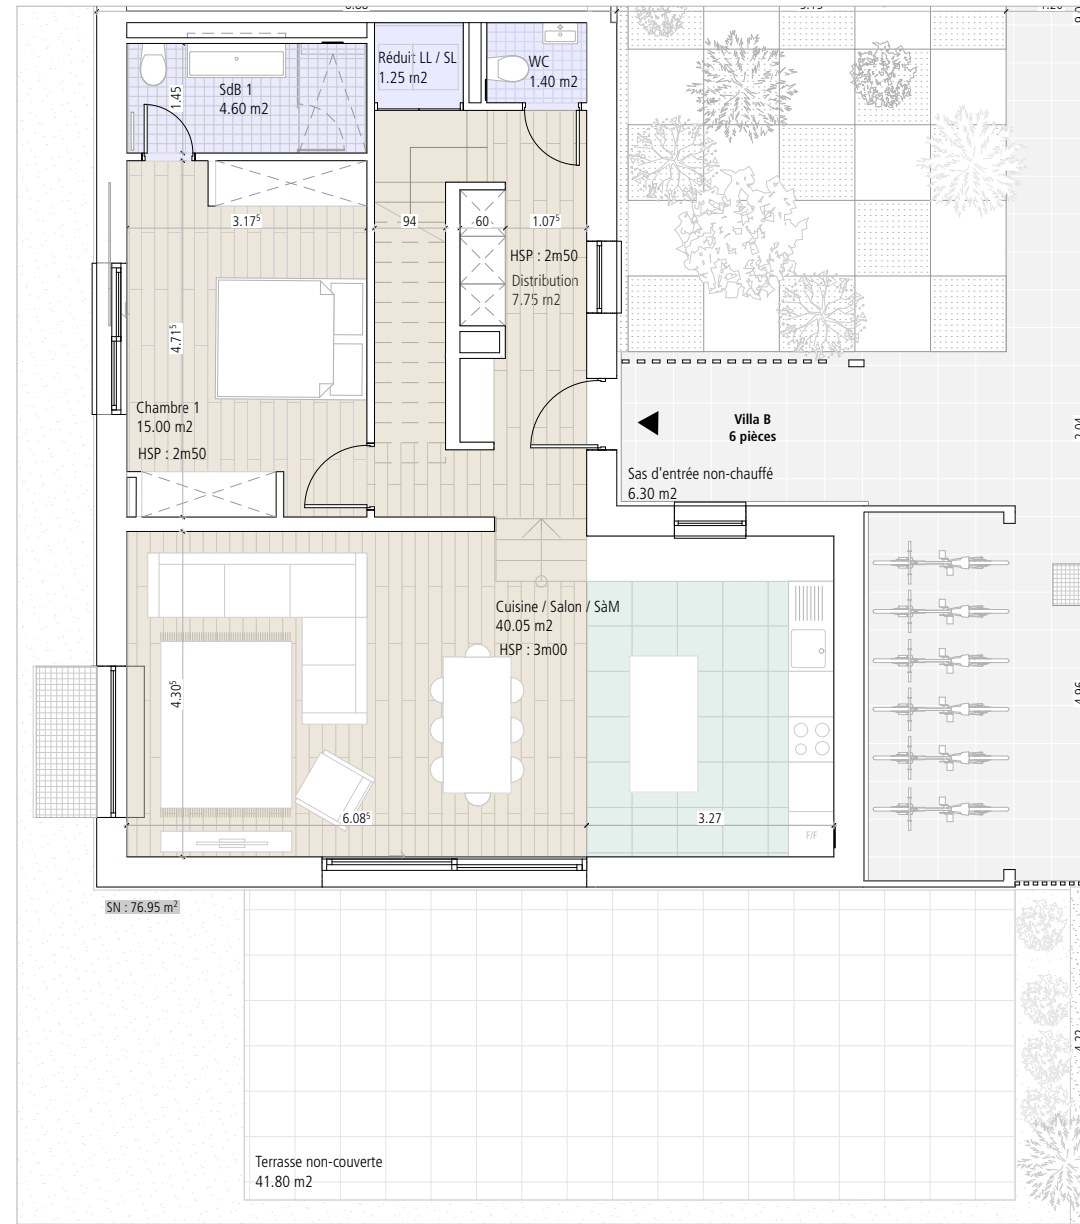 SdB 1
4.60 m2
1.45
Réduit LL / SL
1.25 m2
WC
1.40 m2
3.17⁵
94
60
1.07⁵
HSP : 2m50
Distribution
7.75 m2
4.71⁵
Chambre 1
15.00 m2
HSP : 2m50
Villa B
6 pièces
Sas d'entrée non-chauffé
6.30 m2
Cuisine / Salon / SàM
40.05 m2
HSP : 3m00
4.30⁵
4.96
6.08⁵
3.27
F/F
SN : 76.95 m²
Terrasse non-couverte
41.80 m2